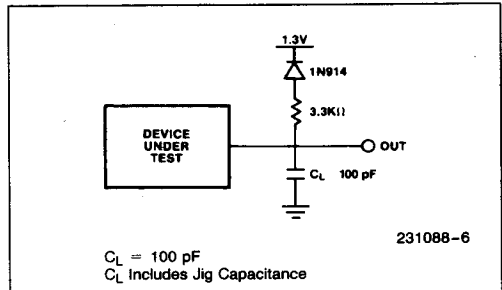 1.3V
1N914
3.3KΩ
DEVICE
UNDER
TEST
OUT
CL 100 pF
231088-6
CL = 100 pF
CL Includes Jig Capacitance